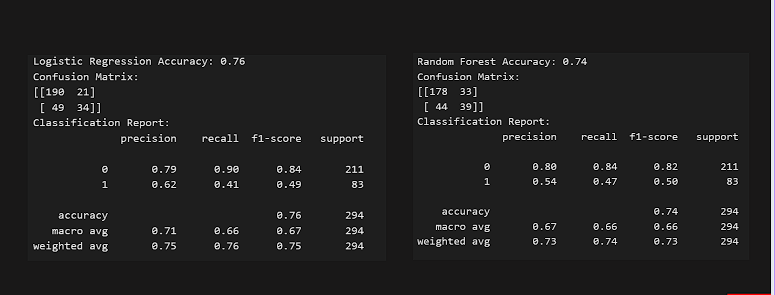 Logistic Regression Accuracy: 0.76
Confusion Matrix:
[[190  21]
 [ 49  34]]
Classification Report:
              precision    recall  f1-score   support

           0       0.79      0.90      0.84       211
           1       0.62      0.41      0.49        83

    accuracy                           0.76       294
   macro avg       0.71      0.66      0.67       294
weighted avg       0.75      0.76      0.75       294

Random Forest Accuracy: 0.74
Confusion Matrix:
[[178  33]
 [ 44  39]]
Classification Report:
              precision    recall  f1-score   support

           0       0.80      0.84      0.82       211
           1       0.54      0.47      0.50        83

    accuracy                           0.74       294
   macro avg       0.67      0.66      0.66       294
weighted avg       0.73      0.74      0.73       294